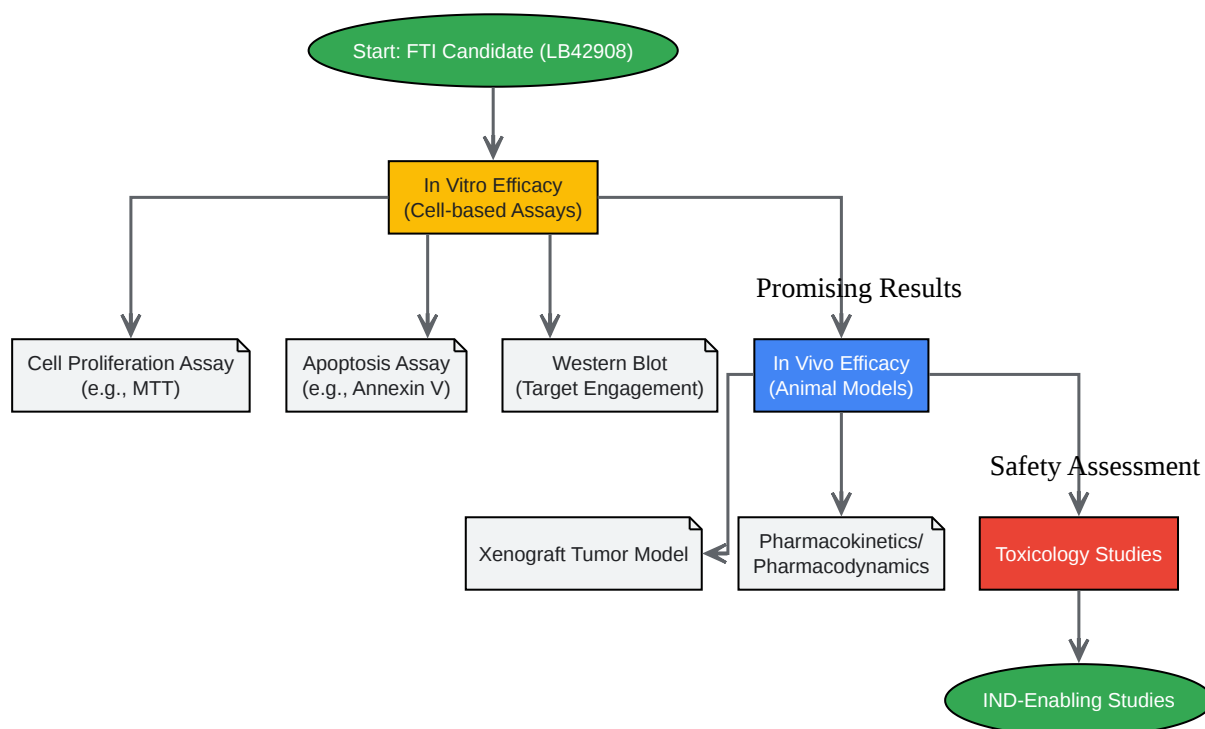 Start: FTI Candidate (LB42908)
In Vitro Efficacy
(Cell-based Assays)
Promising Results
Cell Proliferation Assay
(e.g., MTT)
Apoptosis Assay
(e.g., Annexin V)
Western Blot
(Target Engagement)
In Vivo Efficacy
(Animal Models)
Safety Assessment
Xenograft Tumor Model
Pharmacokinetics/
Pharmacodynamics
Toxicology Studies
IND-Enabling Studies